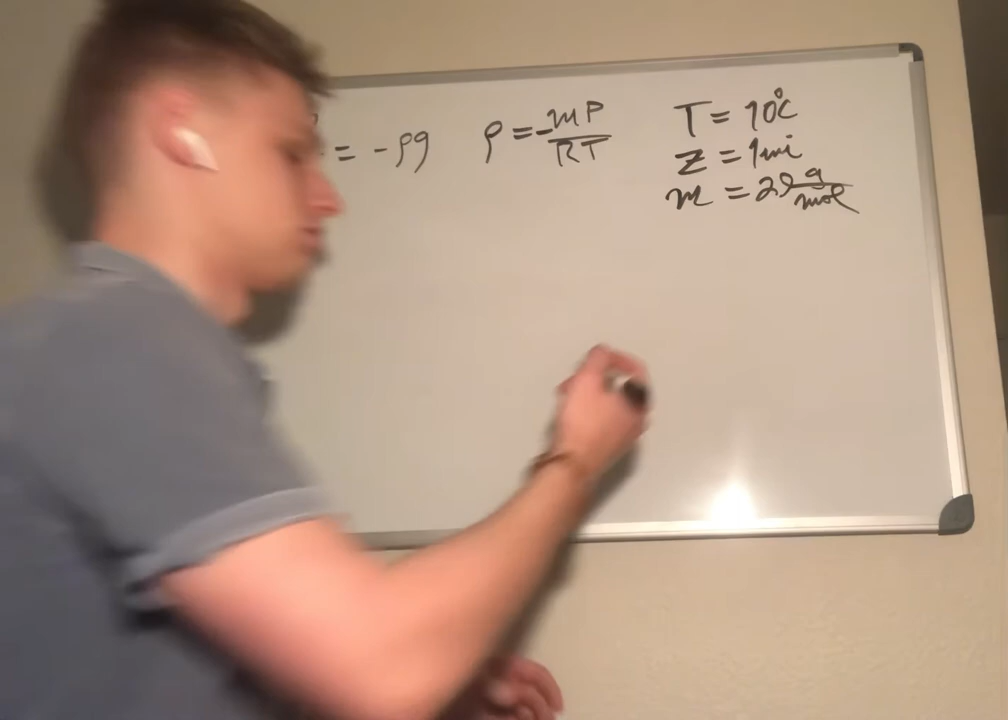 = -ρg
ρ = mP/RT
T = 10°C
z = 1mi
m = 29 g/mol